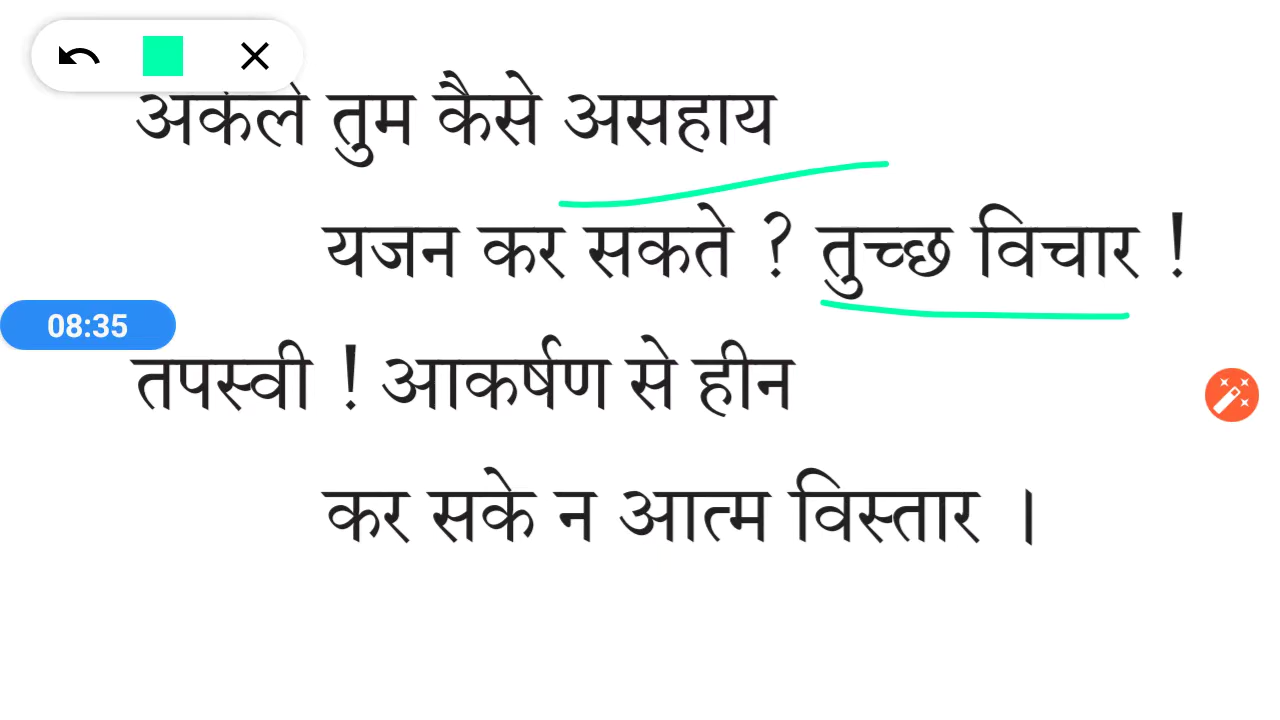 अकेले तुम कैसे असहाय
यजन कर सकते ? तुच्छ विचार !
08:35
तपस्वी ! आकर्षण से हीन
कर सके न आत्म विस्तार ।